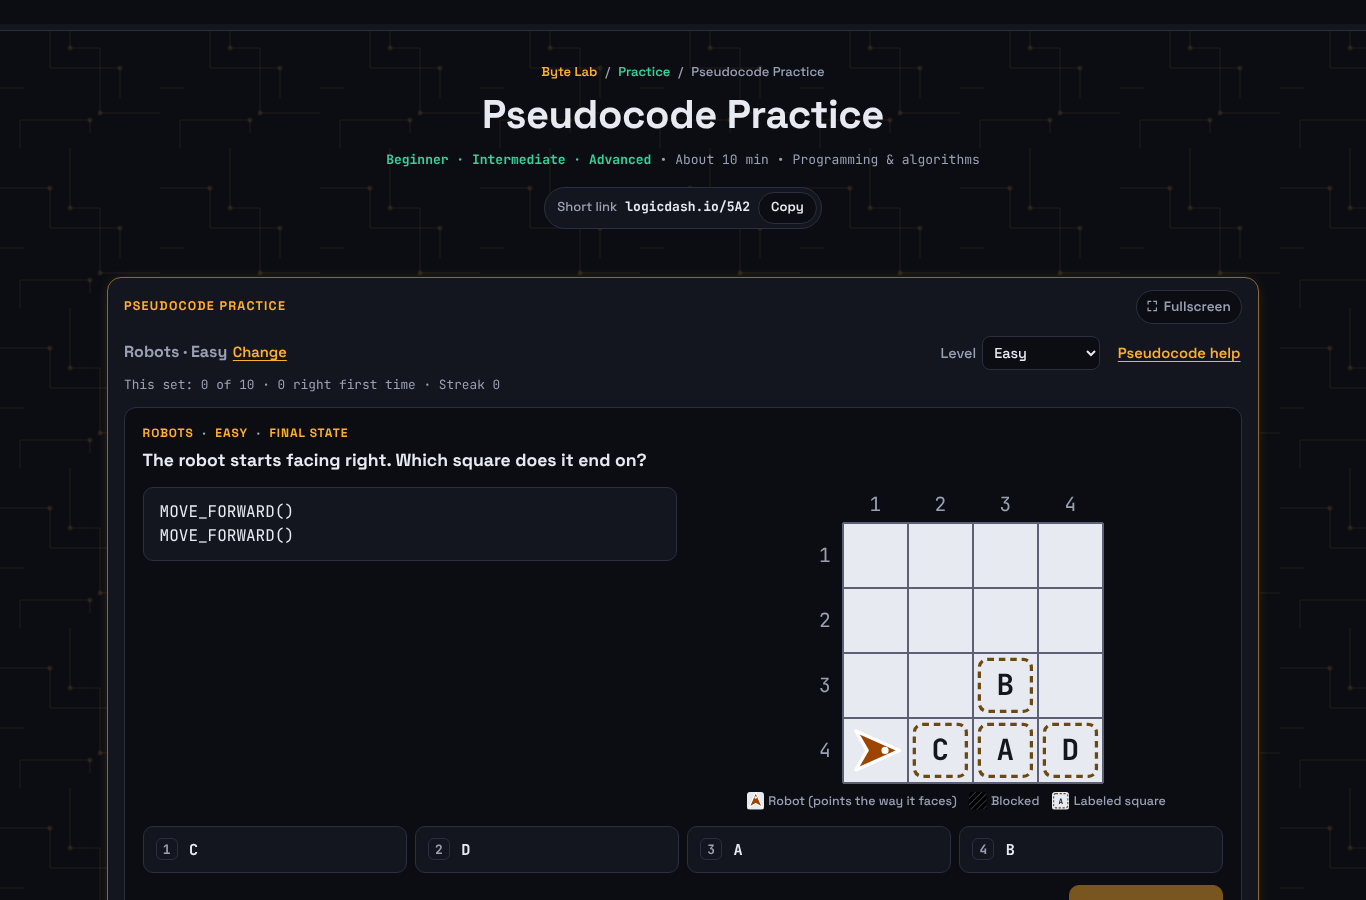 Byte Lab / Practice / Pseudocode Practice
Pseudocode Practice
Beginner · Intermediate · Advanced • About 10 min • Programming & algorithms
Short link logicdash.io/5A2 Copy
PSEUDOCODE PRACTICE
Fullscreen
Robots · Easy Change
Level Easy Pseudocode help
This set: 0 of 10 · 0 right first time · Streak 0
ROBOTS · EASY · FINAL STATE
The robot starts facing right. Which square does it end on?
MOVE_FORWARD()
MOVE_FORWARD()
1 2 3 4
1
2
3 B
4 C A D
Robot (points the way it faces) Blocked A Labeled square
1 C 2 D 3 A 4 B